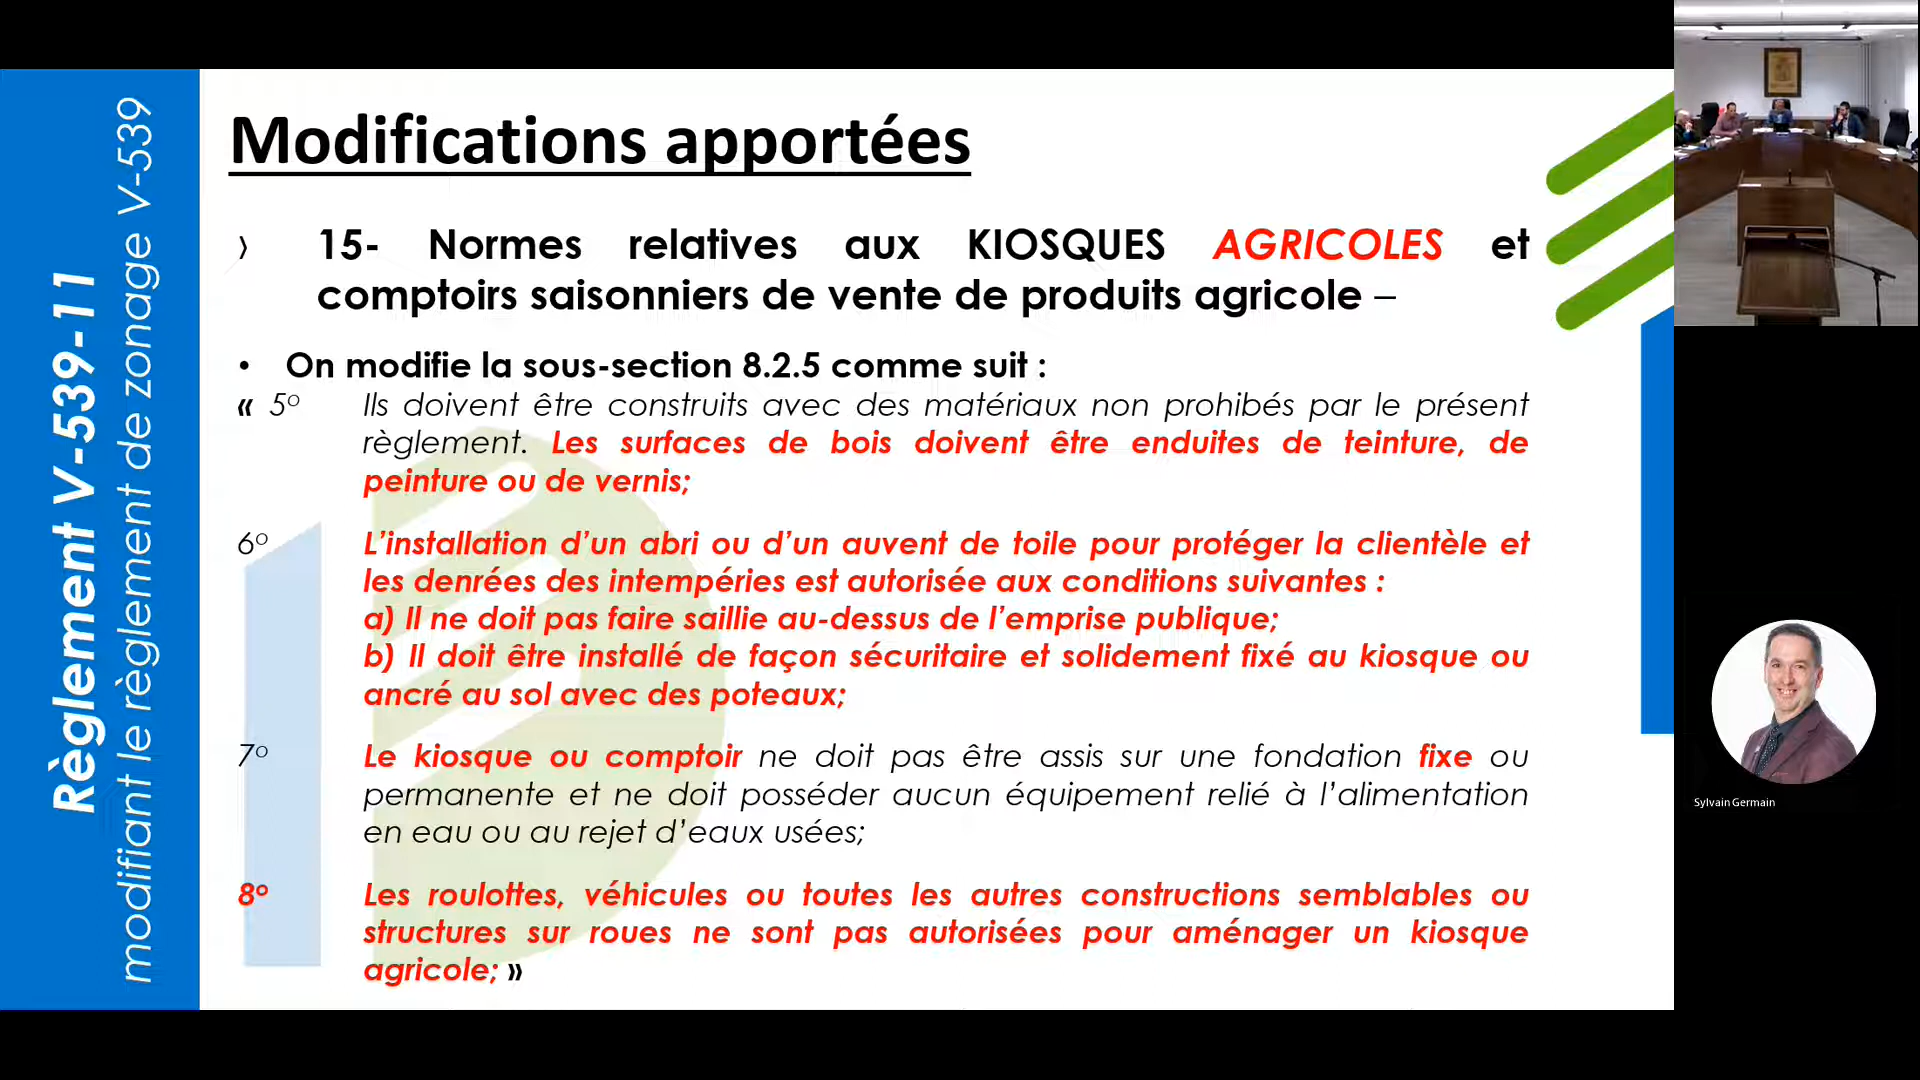 Règlement V-539-11
modifiant le règlement de zonage V-539
Modifications apportées
› 15- Normes relatives aux KIOSQUES AGRICOLES et
comptoirs saisonniers de vente de produits agricole –
• On modifie la sous-section 8.2.5 comme suit :
« 5º Ils doivent être construits avec des matériaux non prohibés par le présent
règlement. Les surfaces de bois doivent être enduites de teinture, de
peinture ou de vernis;
6º L’installation d’un abri ou d’un auvent de toile pour protéger la clientèle et
les denrées des intempéries est autorisée aux conditions suivantes :
a) Il ne doit pas faire saillie au-dessus de l’emprise publique;
b) Il doit être installé de façon sécuritaire et solidement fixé au kiosque ou
ancré au sol avec des poteaux;
7º Le kiosque ou comptoir ne doit pas être assis sur une fondation fixe ou
permanente et ne doit posséder aucun équipement relié à l’alimentation
en eau ou au rejet d’eaux usées;
8º Les roulottes, véhicules ou toutes les autres constructions semblables ou
structures sur roues ne sont pas autorisées pour aménager un kiosque
agricole; »
Sylvain Germain